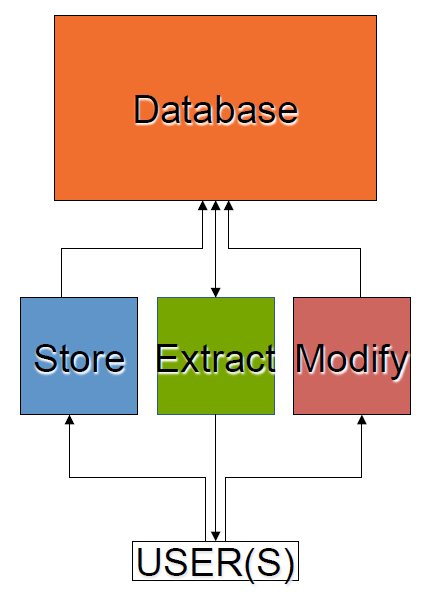 Database
Store
Extract
Modify
USER(S)